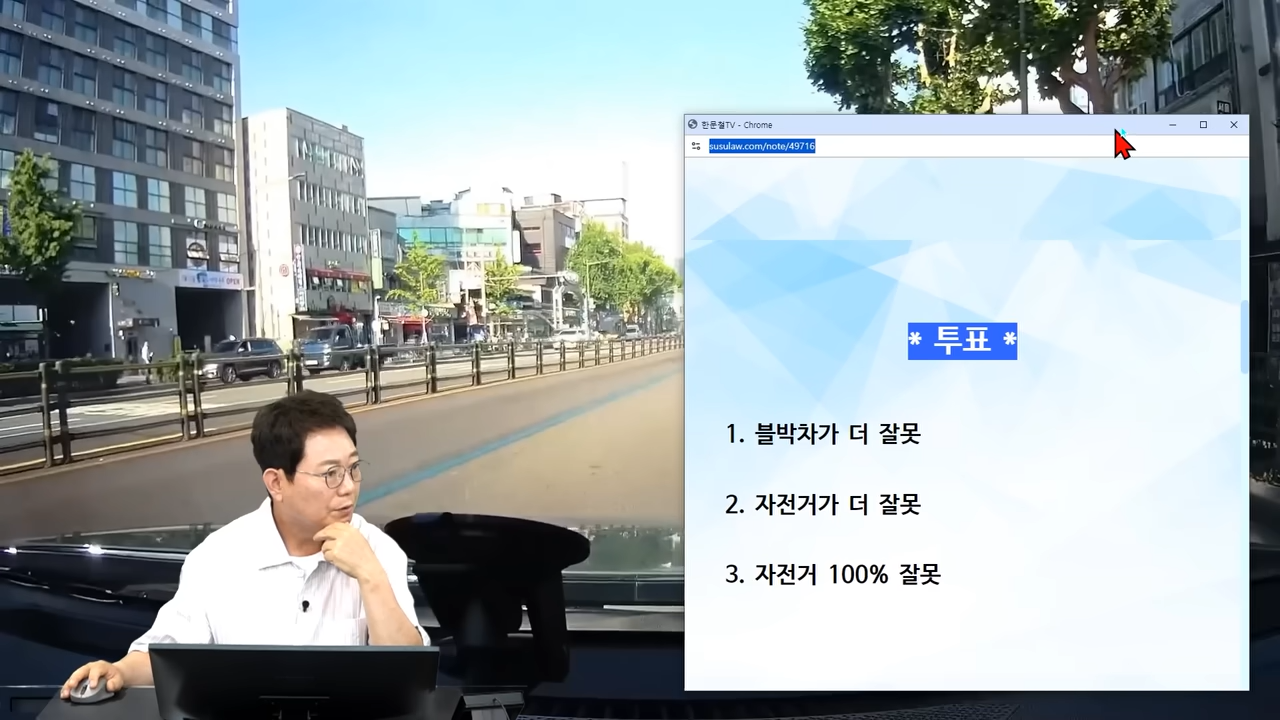 한문철TV - Chrome
susulaw.com/note/49716
* 투표 *
1. 블박차가 더 잘못
2. 자전거가 더 잘못
3. 자전거 100% 잘못